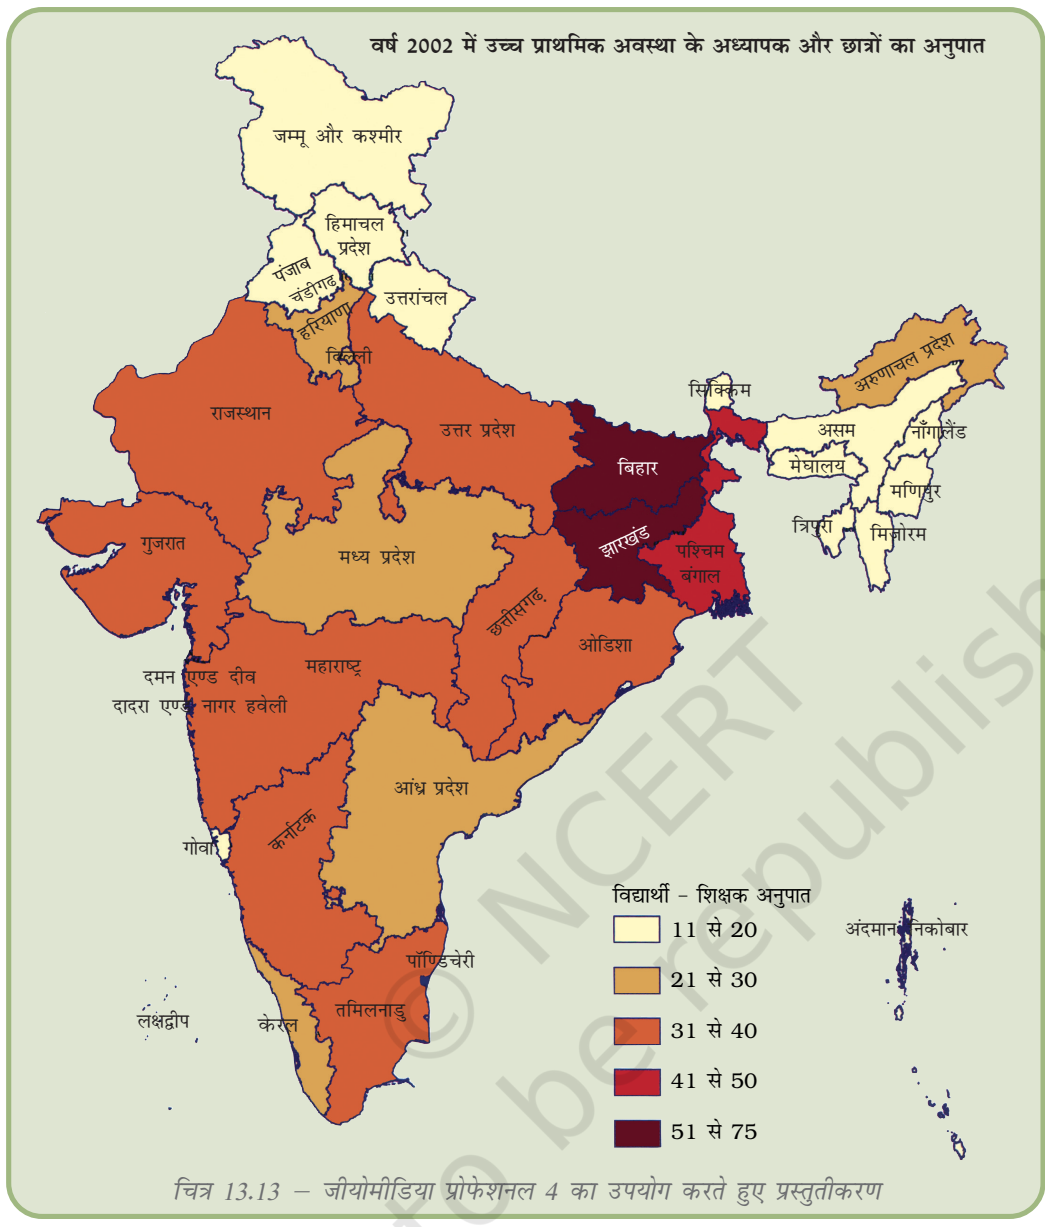 वर्ष 2002 में उच्च प्राथमिक अवस्था के अध्यापक और छात्रों का अनुपात
जम्मू और कश्मीर
हिमाचल
प्रदेश
पंजाब
चंडीगढ़
उत्तरांचल
हरियाणा
दिल्ली
अरुणाचल प्रदेश
राजस्थान
उत्तर प्रदेश
सिक्किम
असम
नाँगालैंड
बिहार
मेघालय
मणिपुर
त्रिपुरा
मिजोरम
गुजरात
मध्य प्रदेश
झारखंड
पश्चिम
बंगाल
छत्तीसगढ़
ओडिशा
महाराष्ट्र
दमन एण्ड दीव
दादरा एण्ड नागर हवेली
आंध्र प्रदेश
कर्नाटक
गोवा
विद्यार्थी – शिक्षक अनुपात
11 से 20
21 से 30
31 से 40
41 से 50
51 से 75
अंदमान निकोबार
पॉण्डिचेरी
तमिलनाडु
केरल
लक्षद्वीप
© NCERT
to be republish
चित्र 13.13 – जीयोमीडिया प्रोफेशनल 4 का उपयोग करते हुए प्रस्तुतीकरण